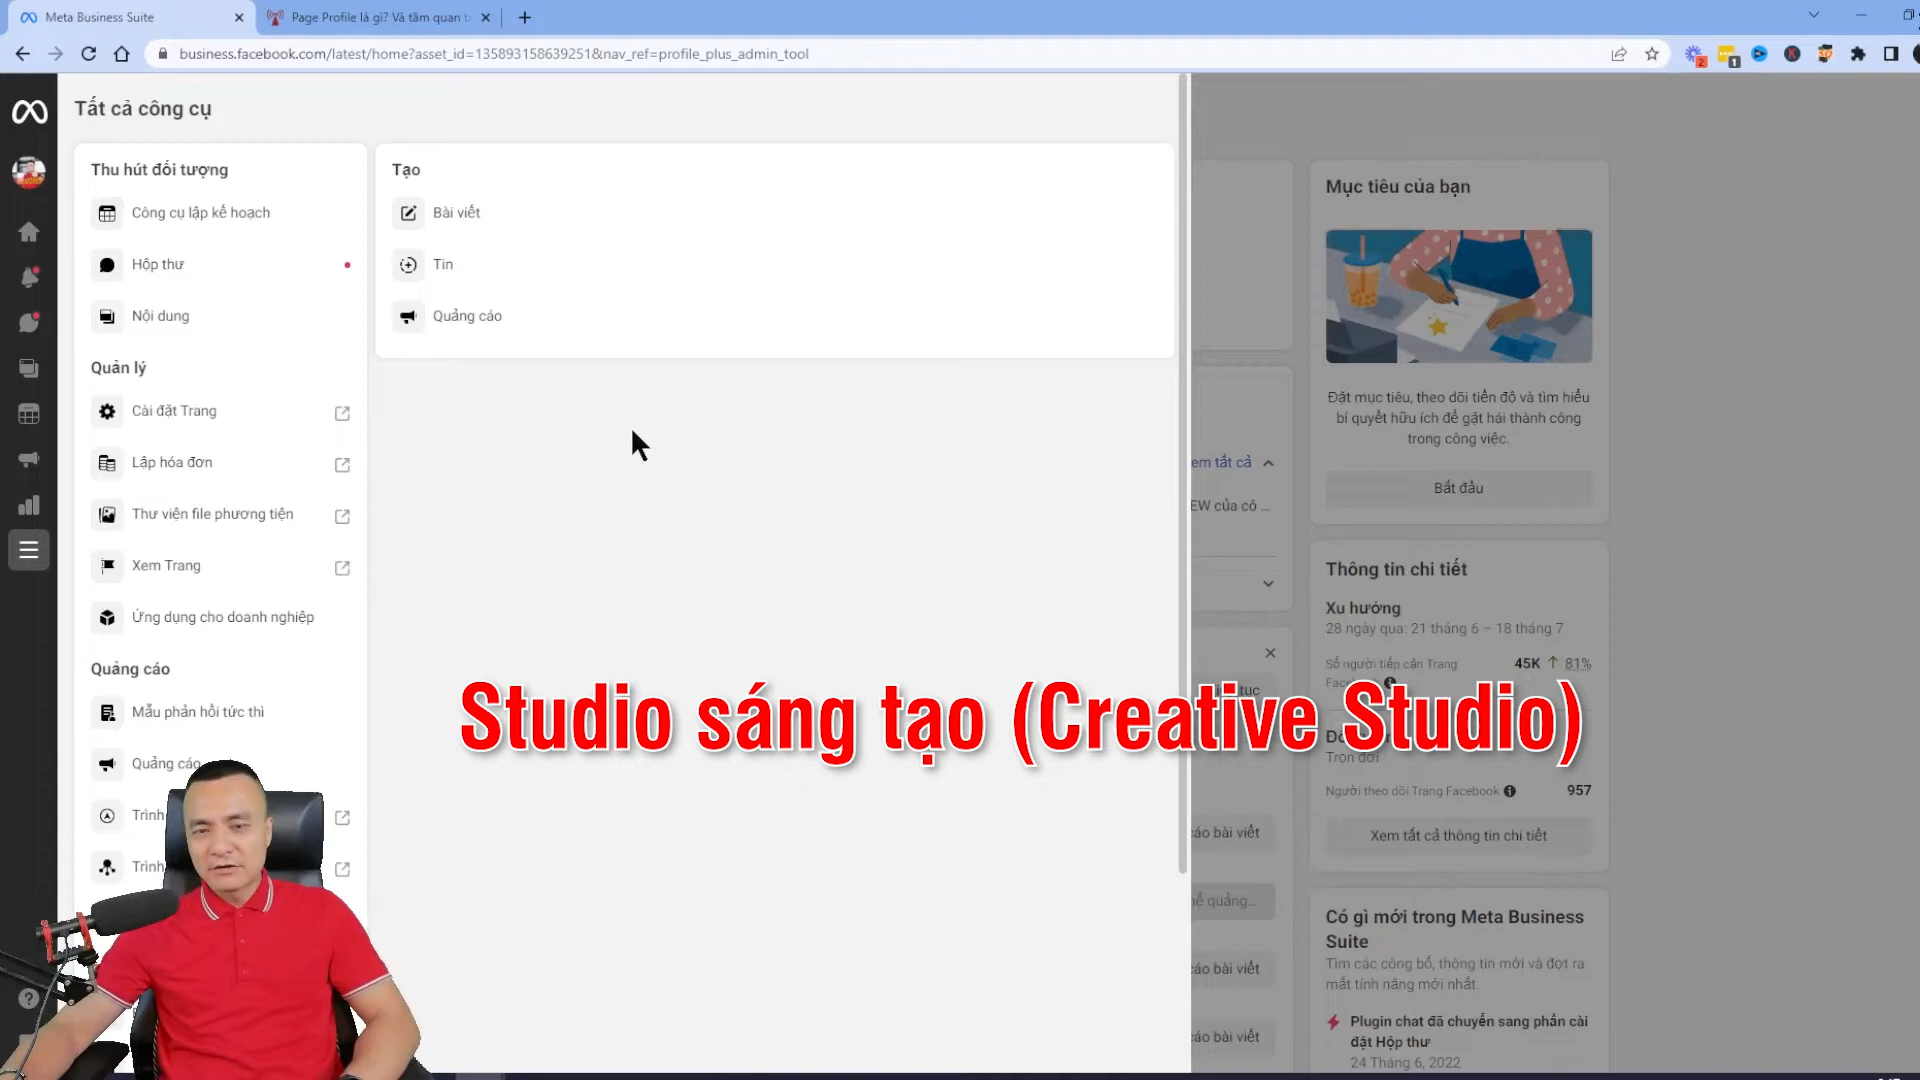 Meta Business Suite
Page Profile là gì? Và tầm quan t
business.facebook.com/latest/home?asset_id=135893158639251&nav_ref=profile_plus_admin_tool
2
1
Tất cả công cụ
Thu hút đối tượng
Công cụ lập kế hoạch
Hộp thư
Nội dung
Quản lý
Cài đặt Trang
Lập hóa đơn
Thư viện file phương tiện
Xem Trang
Ứng dụng cho doanh nghiệp
Quảng cáo
Mẫu phản hồi tức thì
Quảng cáo
Trình
Trình
Tạo
Bài viết
Tin
Quảng cáo
em tất cả
EW của cô ...
Studio sáng tạo (Creative Studio)
tục
áo bài viết
hế quảng...
áo bài viết
áo bài viết
Mục tiêu của bạn
Đặt mục tiêu, theo dõi tiến độ và tìm hiểu
bí quyết hữu ích để gặt hái thành công
trong công việc.
Bắt đầu
Thông tin chi tiết
Xu hướng
28 ngày qua: 21 tháng 6 – 18 tháng 7
Số người tiếp cận Trang
45K ↑ 81%
Trọn đời
Người theo dõi Trang Facebook
957
Xem tất cả thông tin chi tiết
Có gì mới trong Meta Business
Suite
Tìm các công bố, thông tin mới và đợt ra
mắt tính năng mới nhất.
Plugin chat đã chuyển sang phần cài
đặt Hộp thư
24 Tháng 6, 2022